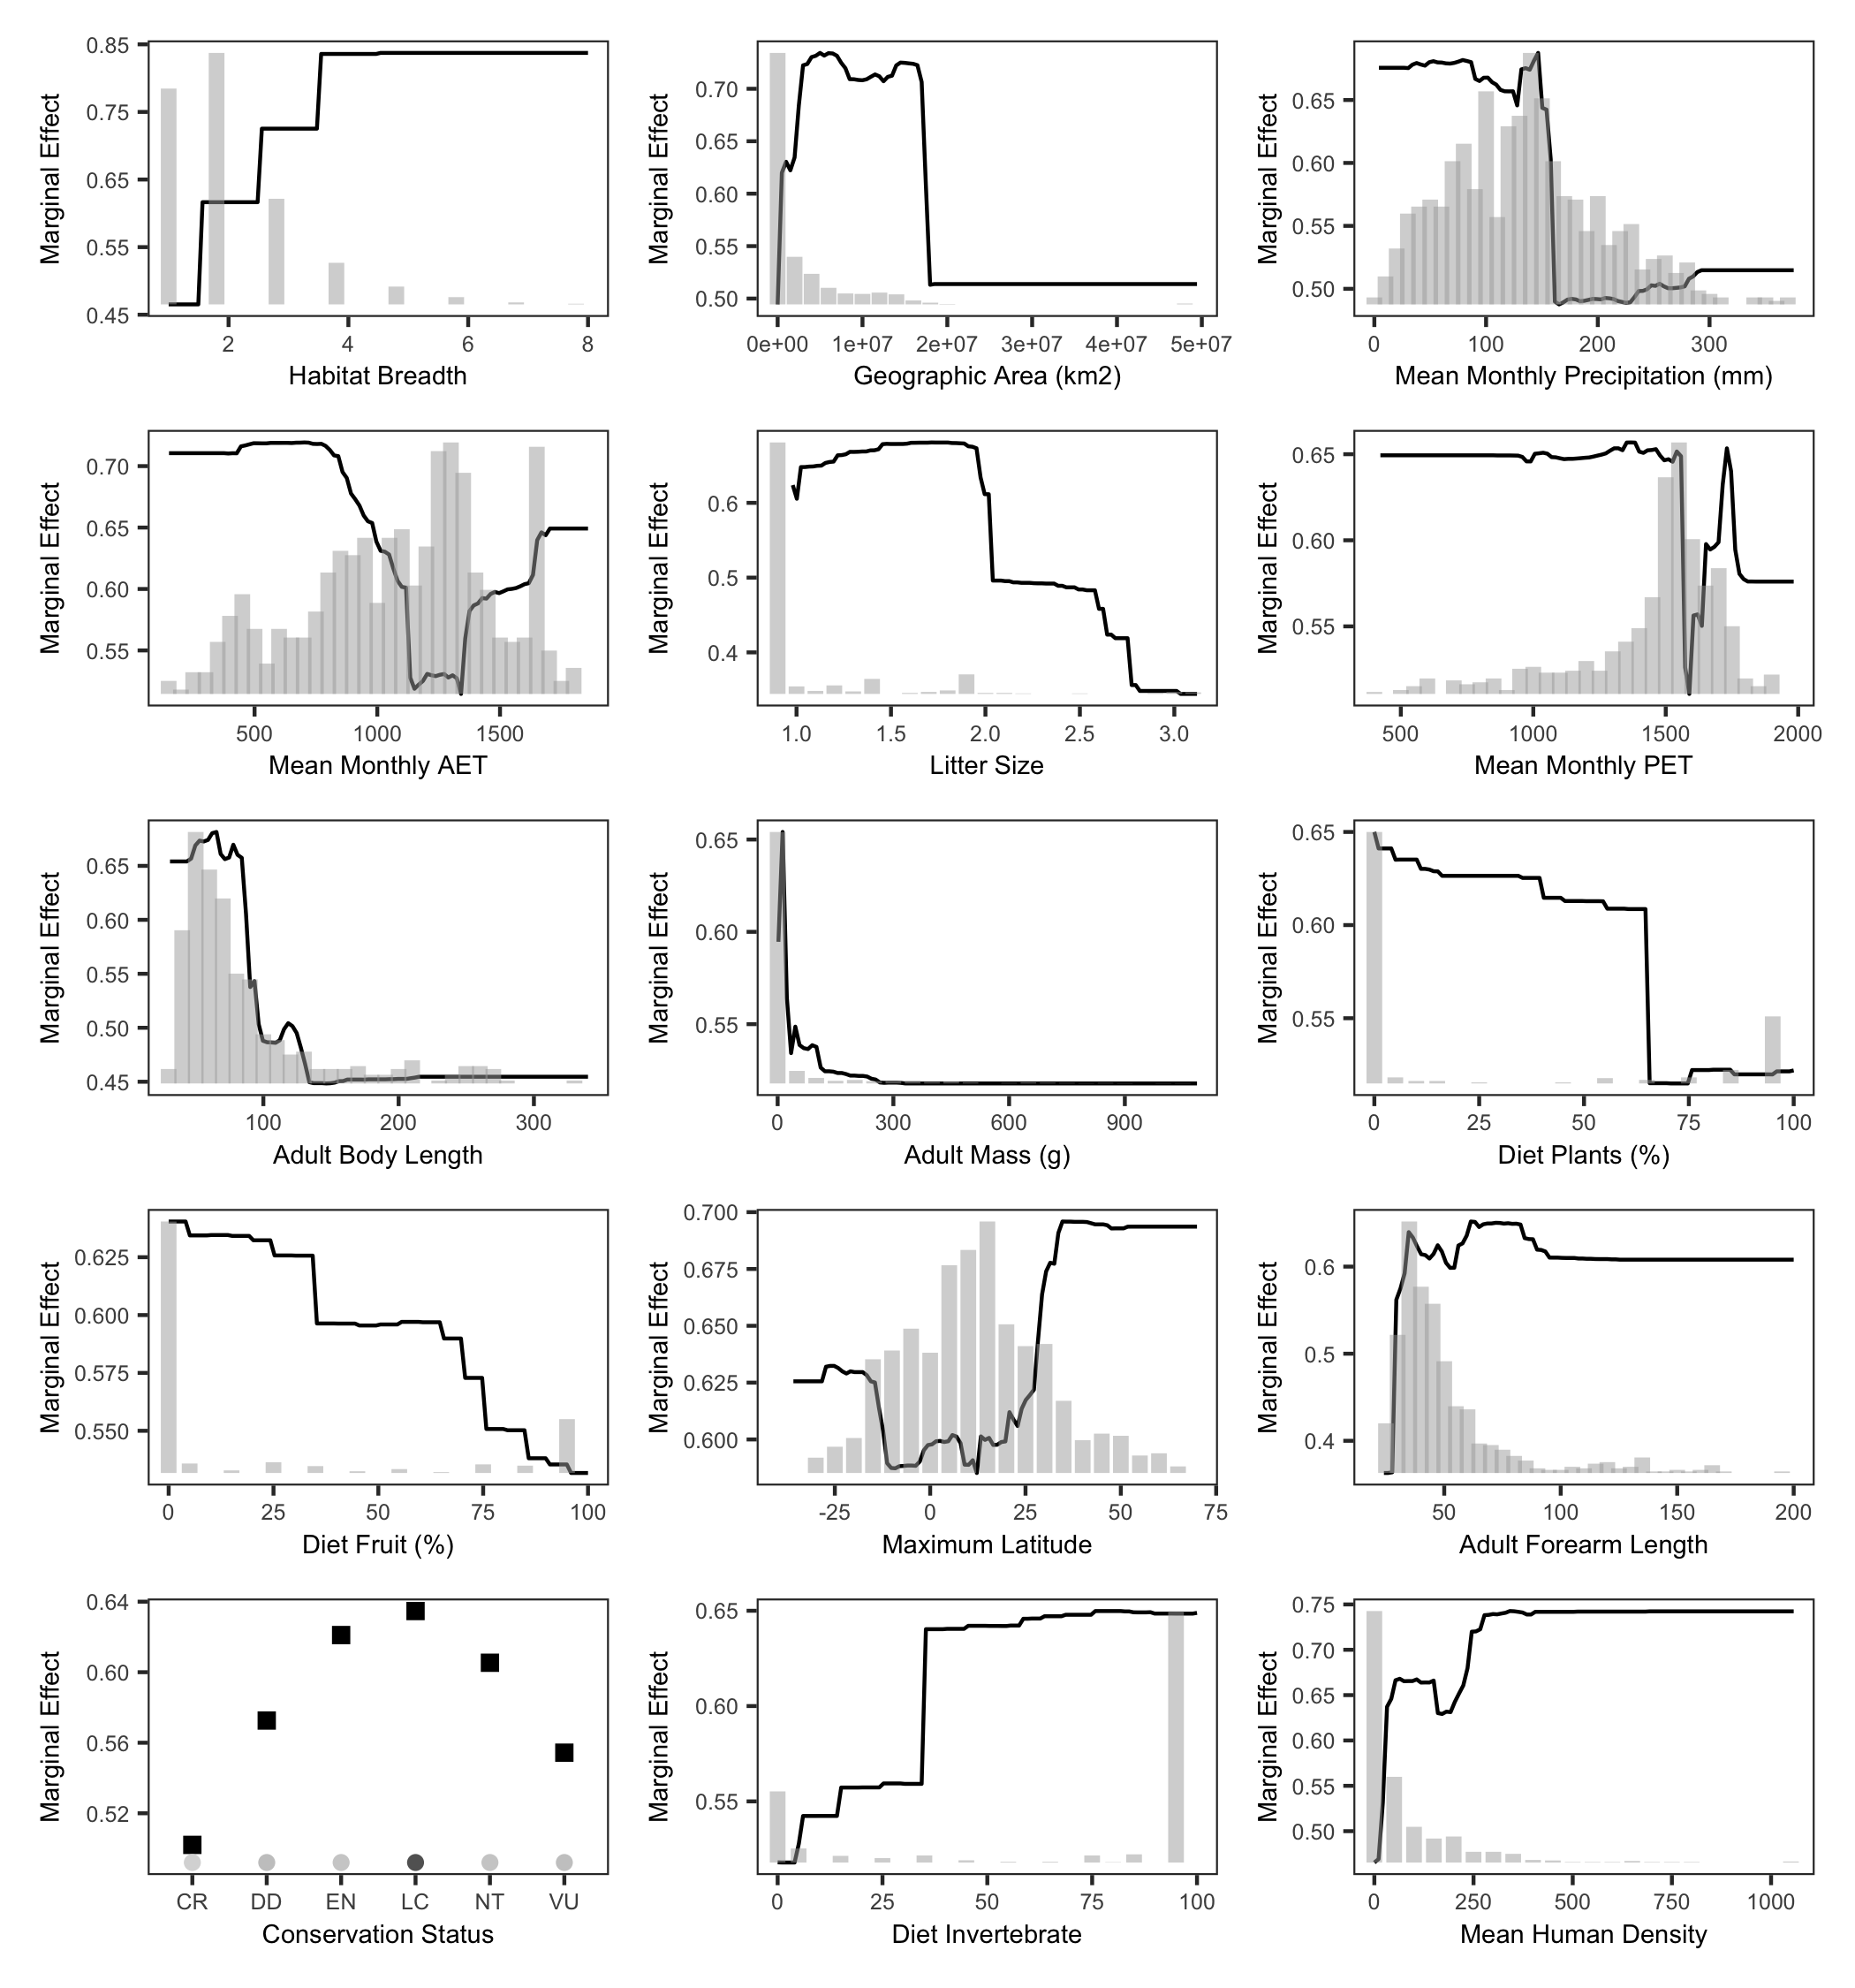 Marginal Effect
0.85
0.75
0.65
0.55
0.45
2 4 6 8
Habitat Breadth
Marginal Effect
0.70
0.65
0.60
0.55
0.50
0e+00 1e+07 2e+07 3e+07 4e+07 5e+07
Geographic Area (km2)
Marginal Effect
0.65
0.60
0.55
0.50
0 100 200 300
Mean Monthly Precipitation (mm)
Marginal Effect
0.70
0.65
0.60
0.55
500 1000 1500
Mean Monthly AET
Marginal Effect
0.6
0.5
0.4
1.0 1.5 2.0 2.5 3.0
Litter Size
Marginal Effect
0.65
0.60
0.55
500 1000 1500 2000
Mean Monthly PET
Marginal Effect
0.65
0.60
0.55
0.50
0.45
100 200 300
Adult Body Length
Marginal Effect
0.65
0.60
0.55
0 300 600 900
Adult Mass (g)
Marginal Effect
0.65
0.60
0.55
0 25 50 75 100
Diet Plants (%)
Marginal Effect
0.625
0.600
0.575
0.550
0 25 50 75 100
Diet Fruit (%)
Marginal Effect
0.700
0.675
0.650
0.625
0.600
-25 0 25 50 75
Maximum Latitude
Marginal Effect
0.6
0.5
0.4
50 100 150 200
Adult Forearm Length
Marginal Effect
0.64
0.60
0.56
0.52
CR DD EN LC NT VU
Conservation Status
Marginal Effect
0.65
0.60
0.55
0 25 50 75 100
Diet Invertebrate
Marginal Effect
0.75
0.70
0.65
0.60
0.55
0.50
0 250 500 750 1000
Mean Human Density